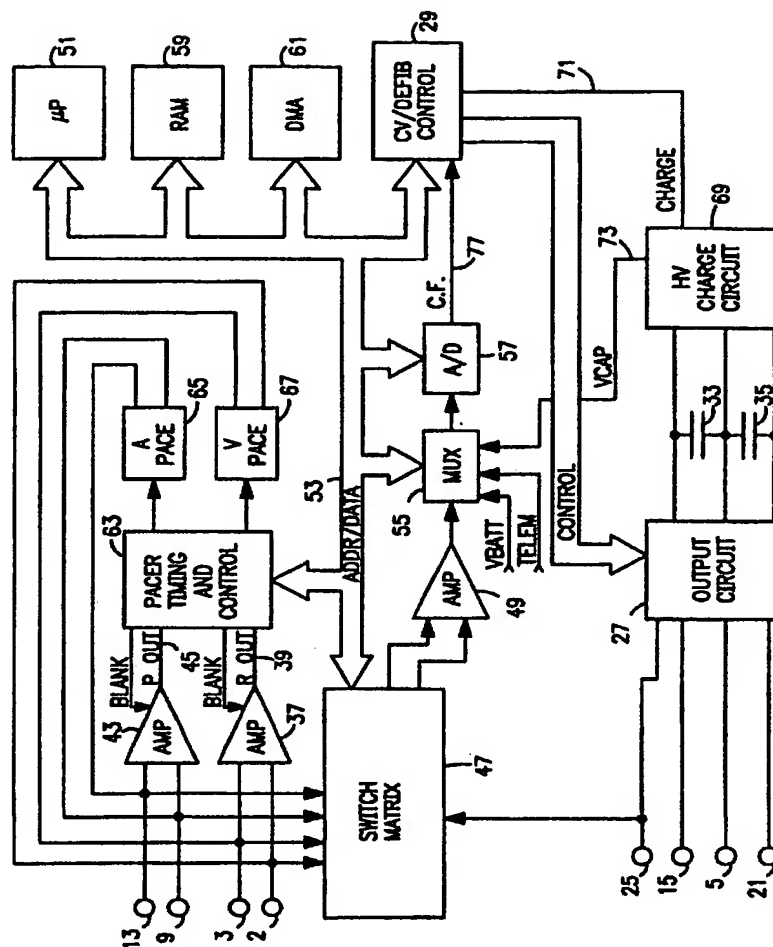 51
µP
59
RAM
61
DMA
29
CV/DEFIB
CONTROL
71
CHARGE
69
HV
CHARGE
CIRCUIT
73
VCAP
77
C.F.
A/D
57
MUX
55
VBATT
TELEM
CONTROL
AMP
49
53
ADDR/DATA
65
A
PACE
67
V
PACE
63
PACER
TIMING
AND
CONTROL
BLANK
P OUT
45
BLANK
R OUT
39
43
AMP
37
AMP
13
9
3
2
SWITCH
MATRIX
47
33
35
27
OUTPUT
CIRCUIT
25
15
5
21